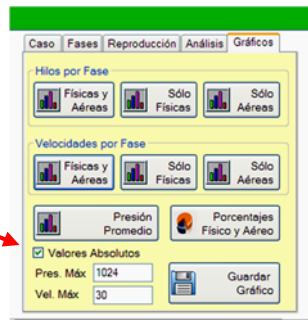 Caso Fases Reproducción Análisis Gráficos
Hilos por Fase
Físicas y Aéreas
Sólo Físicas
Sólo Aéreas
Velocidades por Fase
Físicas y Aéreas
Sólo Físicas
Sólo Aéreas
Presión Promedio
Porcentajes Físico y Aéreo
Valores Absolutos
Pres. Máx 1024
Vel. Máx 30
Guardar Gráfico